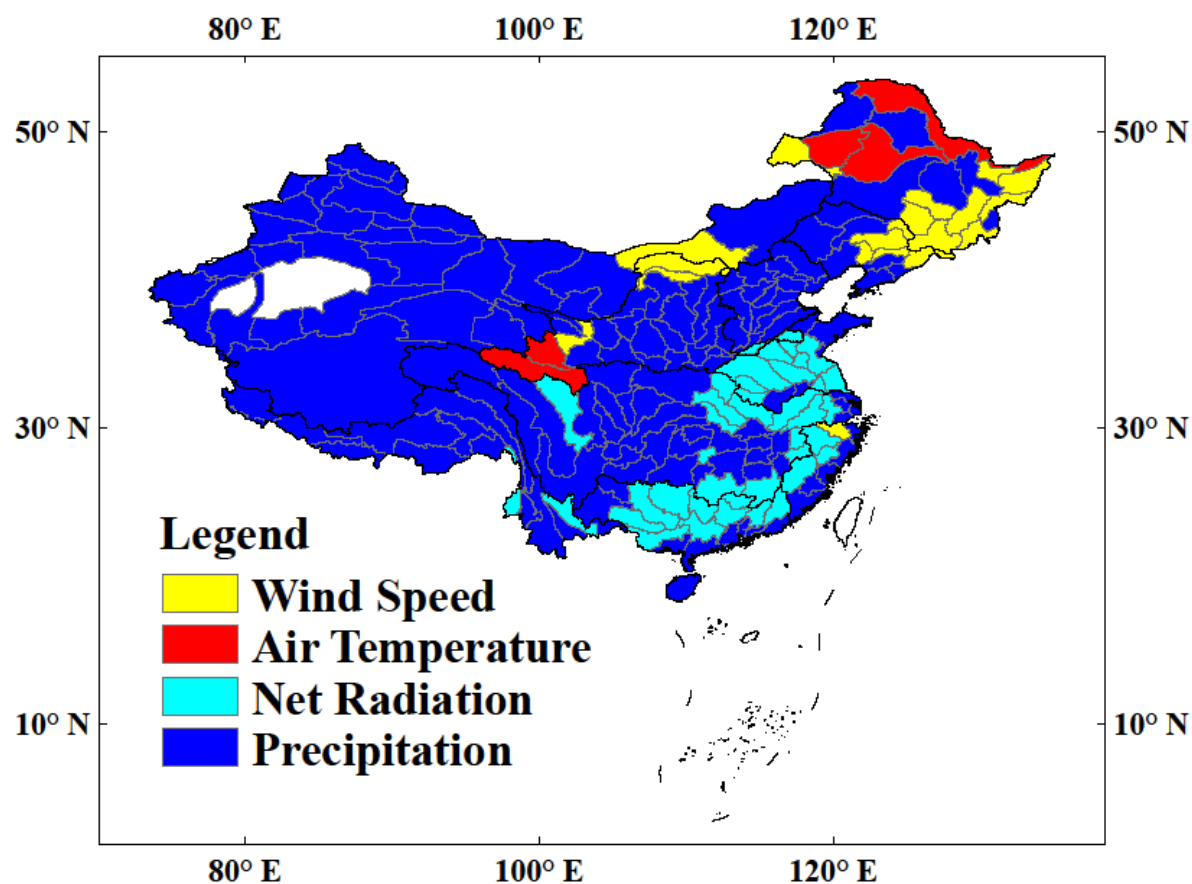 80° E 100° E 120° E
50° N 50° N
30° N 30° N
Legend
Wind Speed
Air Temperature
Net Radiation
10° N 10° N
Precipitation
80° E 100° E 120° E